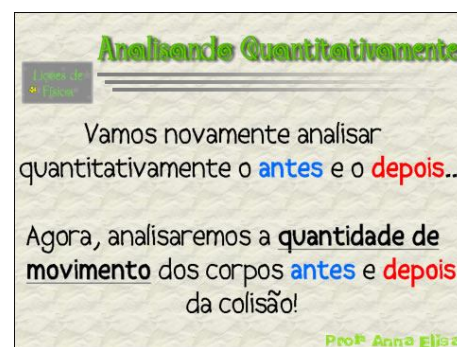 Analisando Quantitativamente
Lições de
Física
Vamos novamente analisar
quantitativamente o antes e o depois..
Agora, analisaremos a quantidade de
movimento dos corpos antes e depois
da colisão!
Profª Anna Elisa